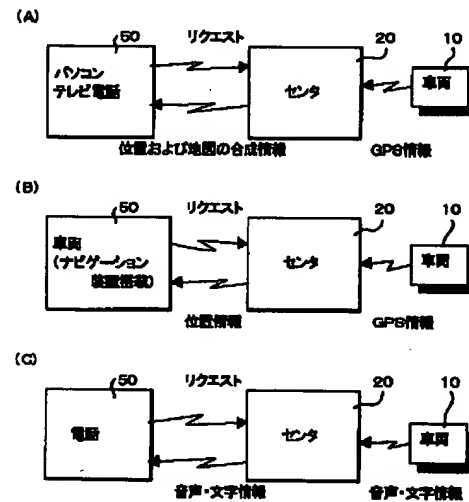 (A)
50
リクエスト
20
10
パソコン
テレビ電話
センタ
車両
位置および地図の合成情報
GPS情報
(B)
50
リクエスト
20
10
車両
(ナビゲーション
装置搭載)
センタ
車両
位置情報
GPS情報
(C)
50
リクエスト
20
10
電話
センタ
車両
音声・文字情報
音声・文字情報